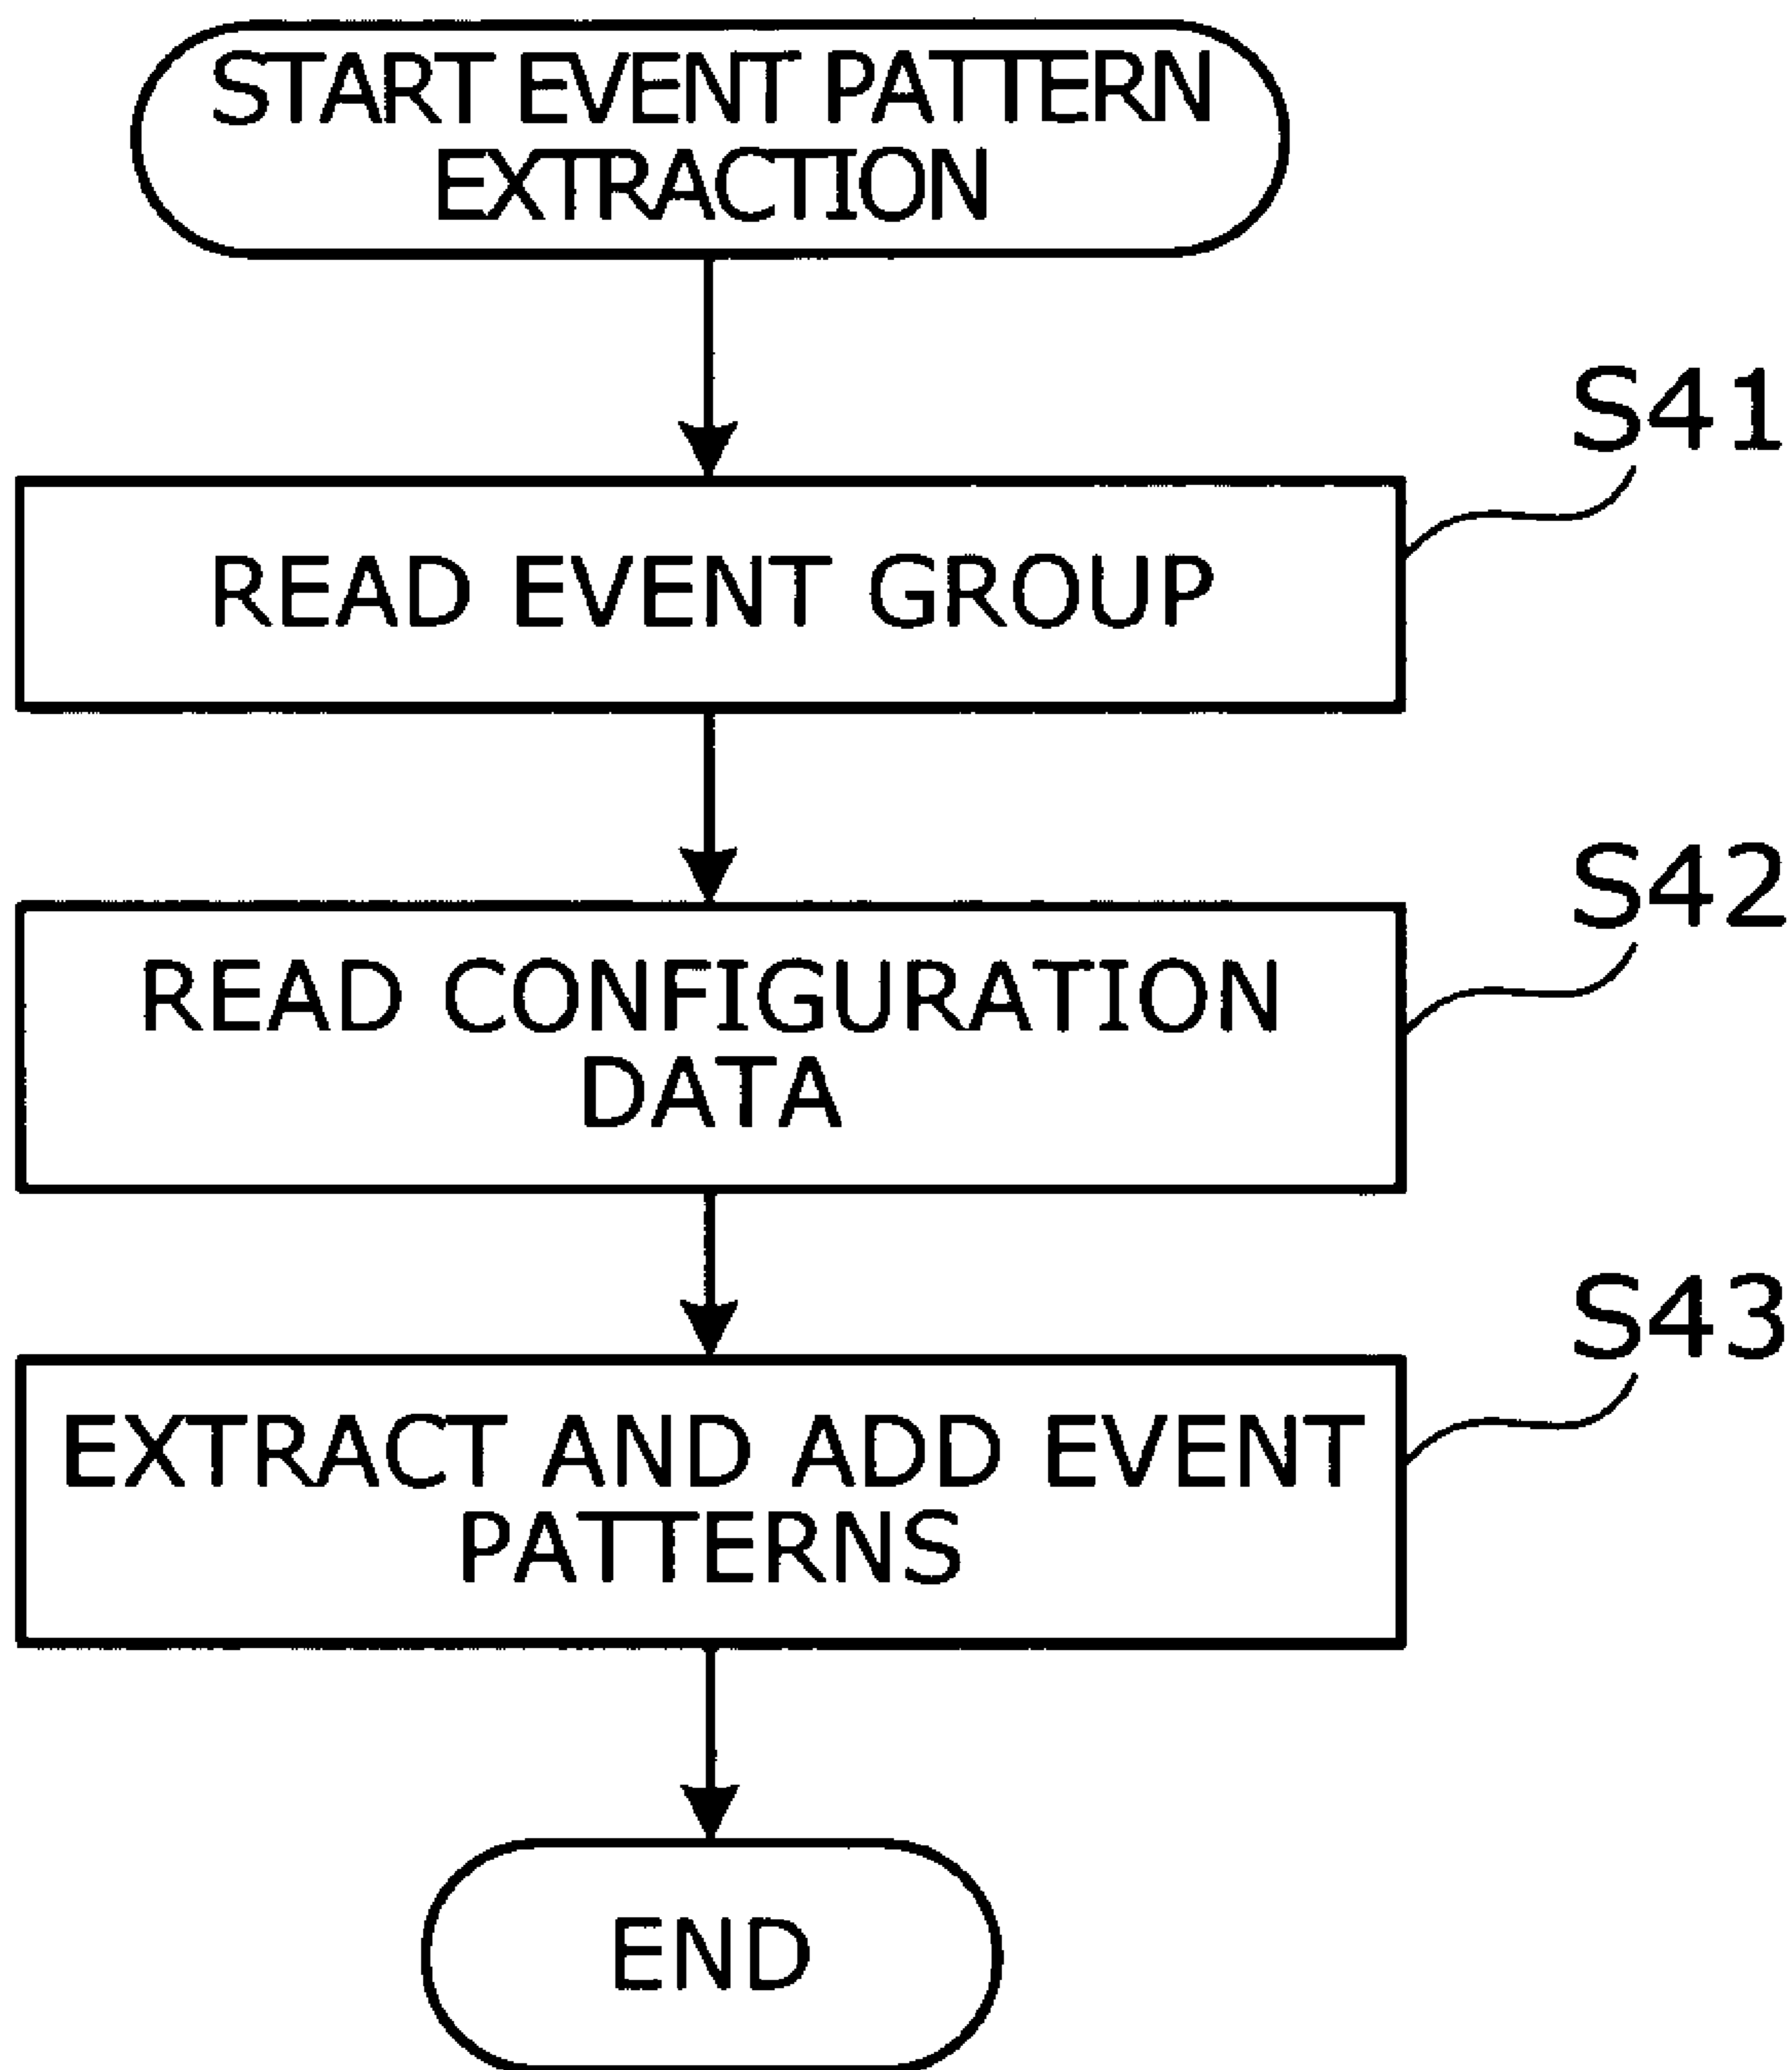 START EVENT PATTERN
EXTRACTION
S41
READ EVENT GROUP
S42
READ CONFIGURATION
DATA
S43
EXTRACT AND ADD EVENT
PATTERNS
END